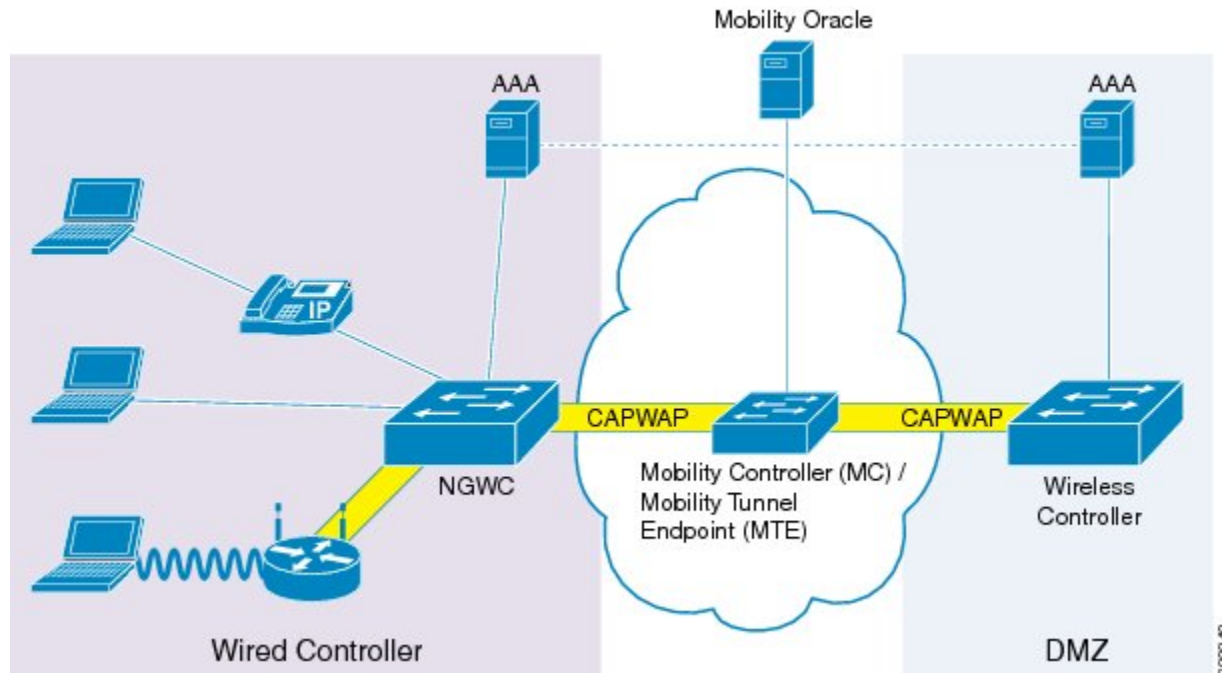 Mobility Oracle
AAA
AAA
IP
CAPWAP
CAPWAP
NGWC
Mobility Controller (MC) /
Mobility Tunnel
Endpoint (MTE)
Wireless
Controller
Wired Controller
DMZ